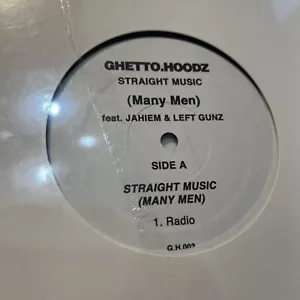 GHETTO.HOODZ
STRAIGHT MUSIC
(Many Men)
feat. JAHIEM & LEFT GUNZ
SIDE A
STRAIGHT MUSIC
(MANY MEN)
1. Radio
G.H.002